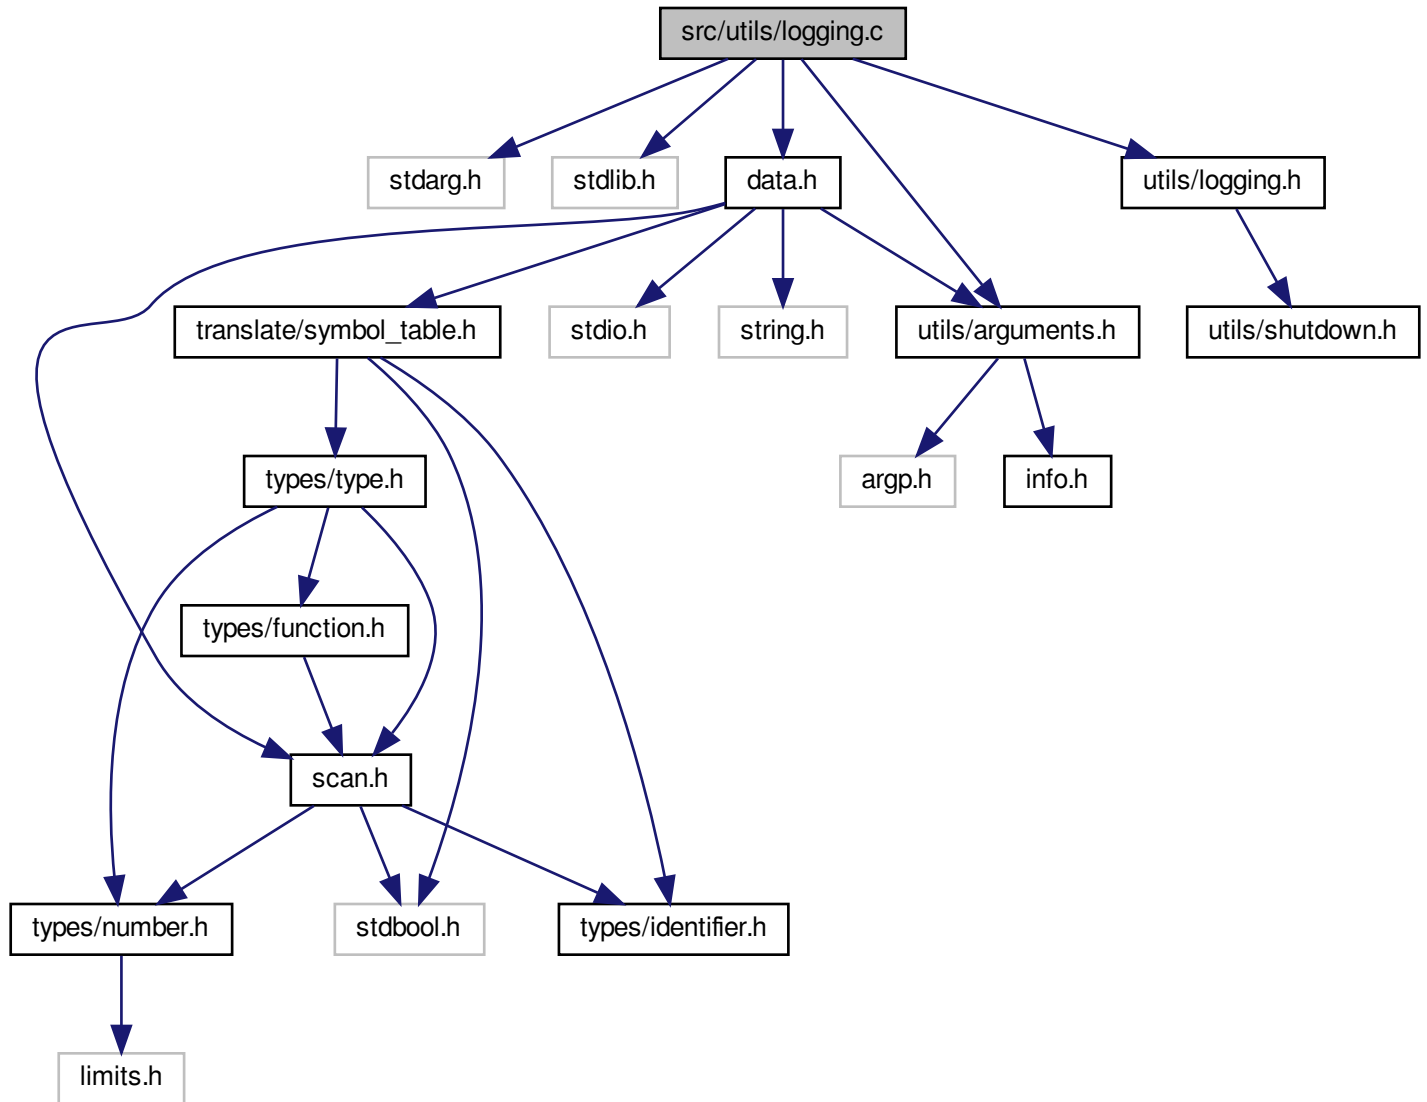 src/utils/logging.c
stdarg.h
stdlib.h
data.h
utils/logging.h
translate/symbol_table.h
stdio.h
string.h
utils/arguments.h
utils/shutdown.h
types/type.h
argp.h
info.h
types/function.h
scan.h
types/number.h
stdbool.h
types/identifier.h
limits.h